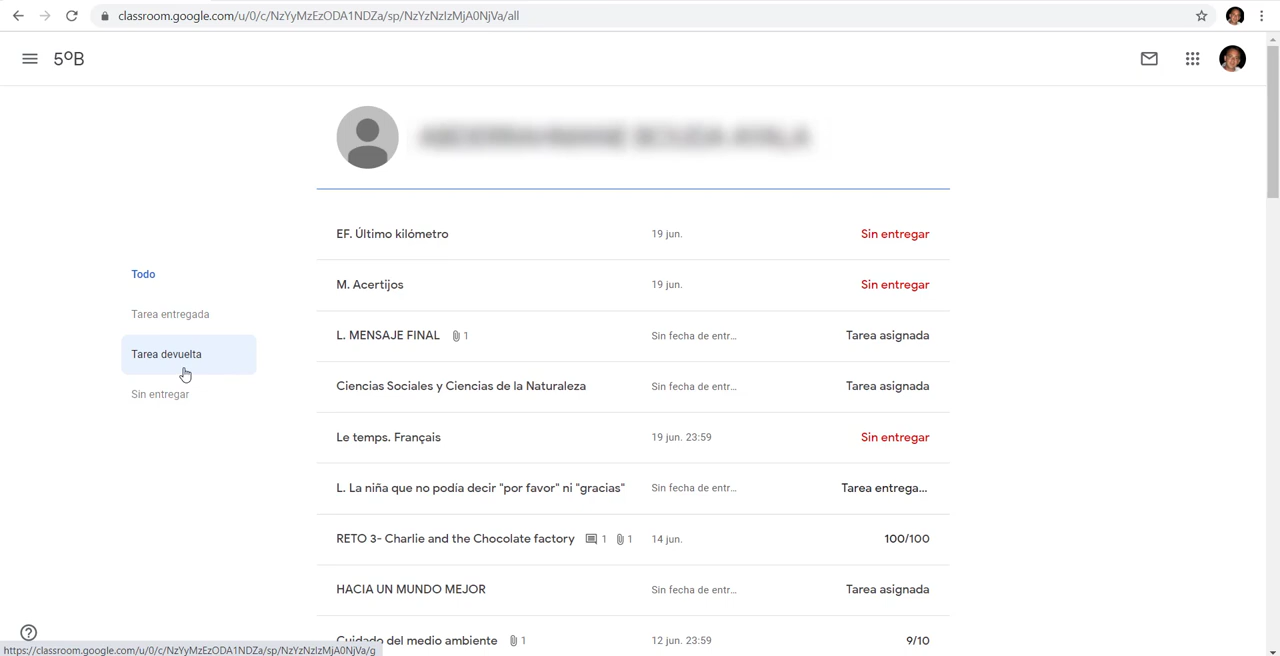 classroom.google.com/u/0/c/NzYyMzEzODA1NDZa/sp/NzYzNzIzMjA0NjVa/all
5ºB
EF. Último kilómetro 19 jun. Sin entregar
Todo
M. Acertijos 19 jun. Sin entregar
Tarea entregada
L. MENSAJE FINAL 1 Sin fecha de entr... Tarea asignada
Tarea devuelta
Ciencias Sociales y Ciencias de la Naturaleza Sin fecha de entr... Tarea asignada
Sin entregar
Le temps. Français 19 jun. 23:59 Sin entregar
L. La niña que no podía decir "por favor" ni "gracias" Sin fecha de entr... Tarea entrega...
RETO 3- Charlie and the Chocolate factory 1 1 14 jun. 100/100
HACIA UN MUNDO MEJOR Sin fecha de entr... Tarea asignada
Cuidado del medio ambiente 1 12 jun. 23:59 9/10
https://classroom.google.com/u/0/c/NzYyMzEzODA1NDZa/sp/NzYzNzIzMjA0NjVa/g